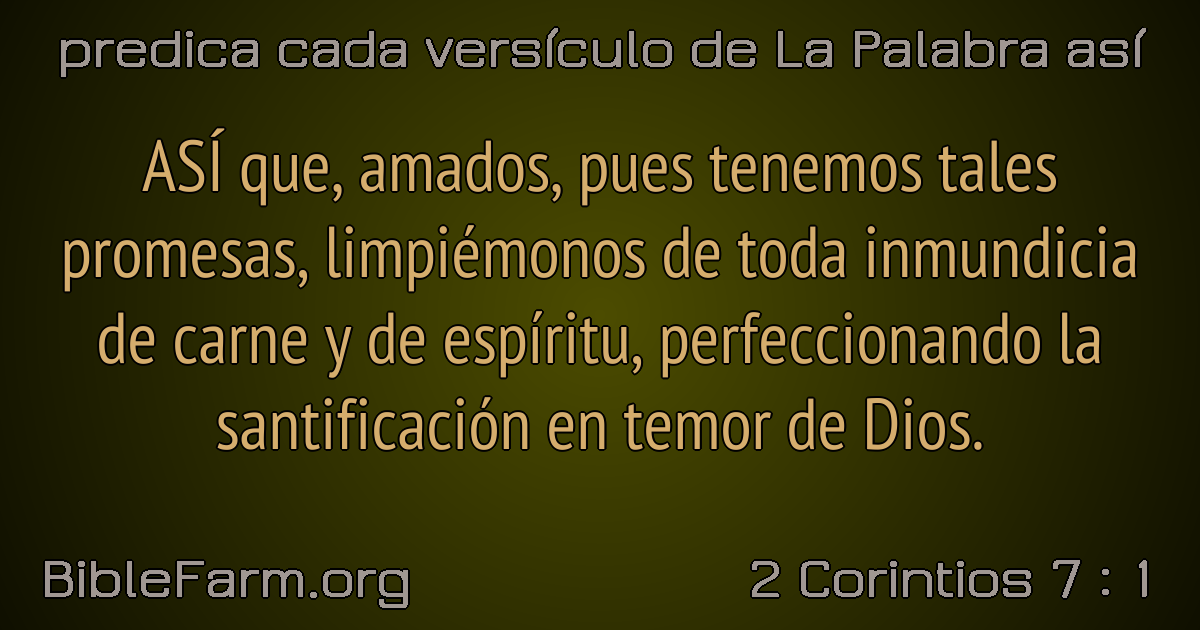 predica cada versículo de La Palabra así
ASÍ que, amados, pues tenemos tales
promesas, limpiémonos de toda inmundicia
de carne y de espíritu, perfeccionando la
santificación en temor de Dios.
BibleFarm.org
2 Corintios 7 : 1